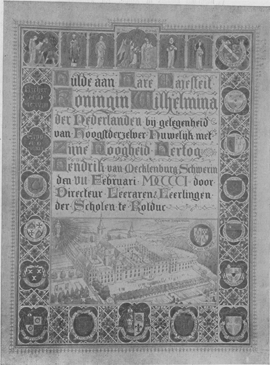 Hulde aan Hare Majesteit
Koningin Wilhelmina
der Nederlanden bij gelegenheid
van Hoogstderzelver Huwelijk met
Zijne Hoogheid Hertog
Hendrik van Mecklenburg Schwerin
den VII Februari MDCCCCI door
Directeur Leeraren & Leerlingen
der Scholen te Rolduc